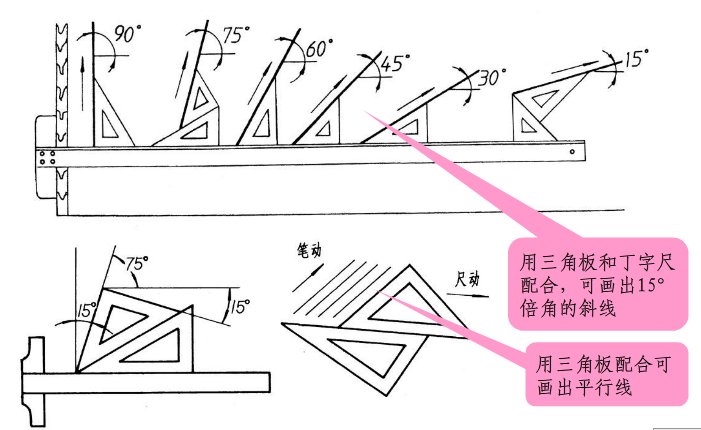 90°
75°
60°
45°
30°
15°
用三角板和丁字尺
配合，可画出15°
倍角的斜线
笔动
尺动
75°
15°
15°
用三角板配合可
画出平行线